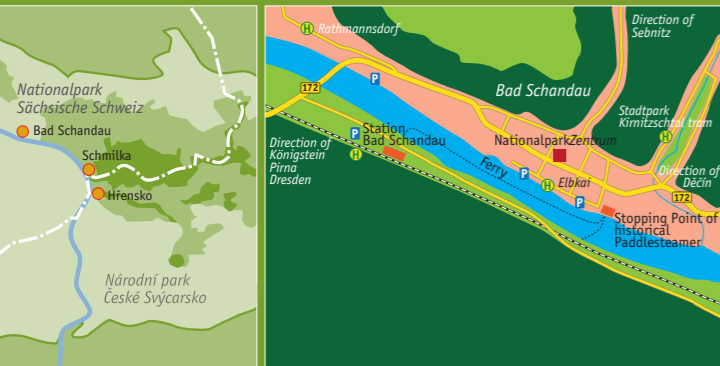 Nationalpark
Sächsische Schweiz
Bad Schandau
Schmilka
Hřensko
Národní park
České Švýcarsko
H Rathmannsdorf
Direction of
Sebnitz
P
172
Bad Schandau
Stadtpark
Kirnitzschtal tram
H
P
Station
Bad Schandau
H
Direction of
Königstein
Pirna
Dresden
NationalparkZentrum
Ferry
P
H Elbkai
P
Direction of
Děčín
172
Stopping Point of
historical
Paddlesteamer